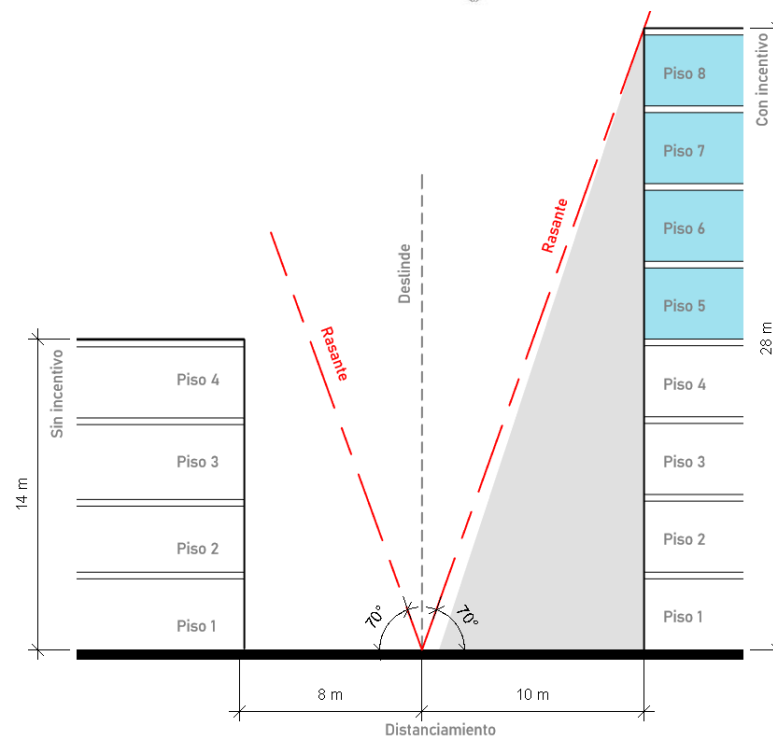 Piso 8
Con incentivo
Piso 7
Rasante
Piso 6
Deslinde
Piso 5
Rasante
28 m
Sin incentivo
Piso 4
Piso 4
Piso 3
Piso 3
14 m
Piso 2
Piso 2
70°
70°
Piso 1
Piso 1
8 m
10 m
Distanciamiento